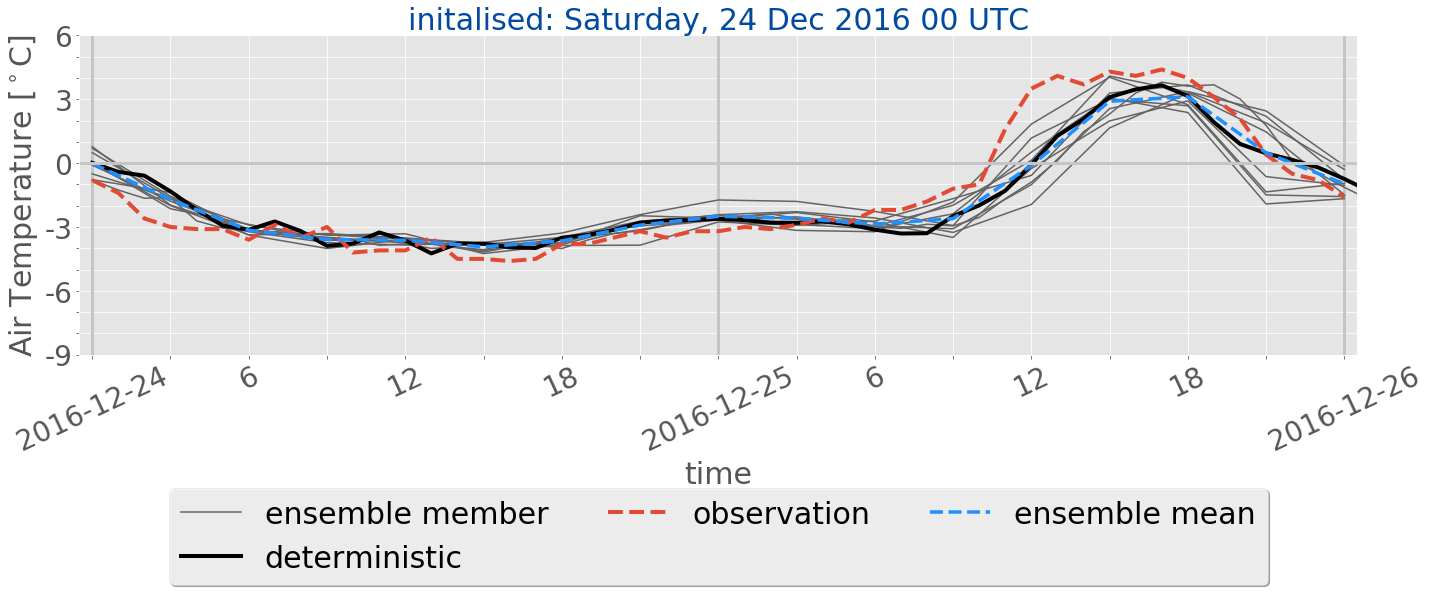 initalised: Saturday, 24 Dec 2016 00 UTC
Air Temperature [°C]
6
3
0
-3
-6
-9
2016-12-24 6 12 18 2016-12-25 6 12 18 2016-12-26
time
ensemble member observation ensemble mean
deterministic